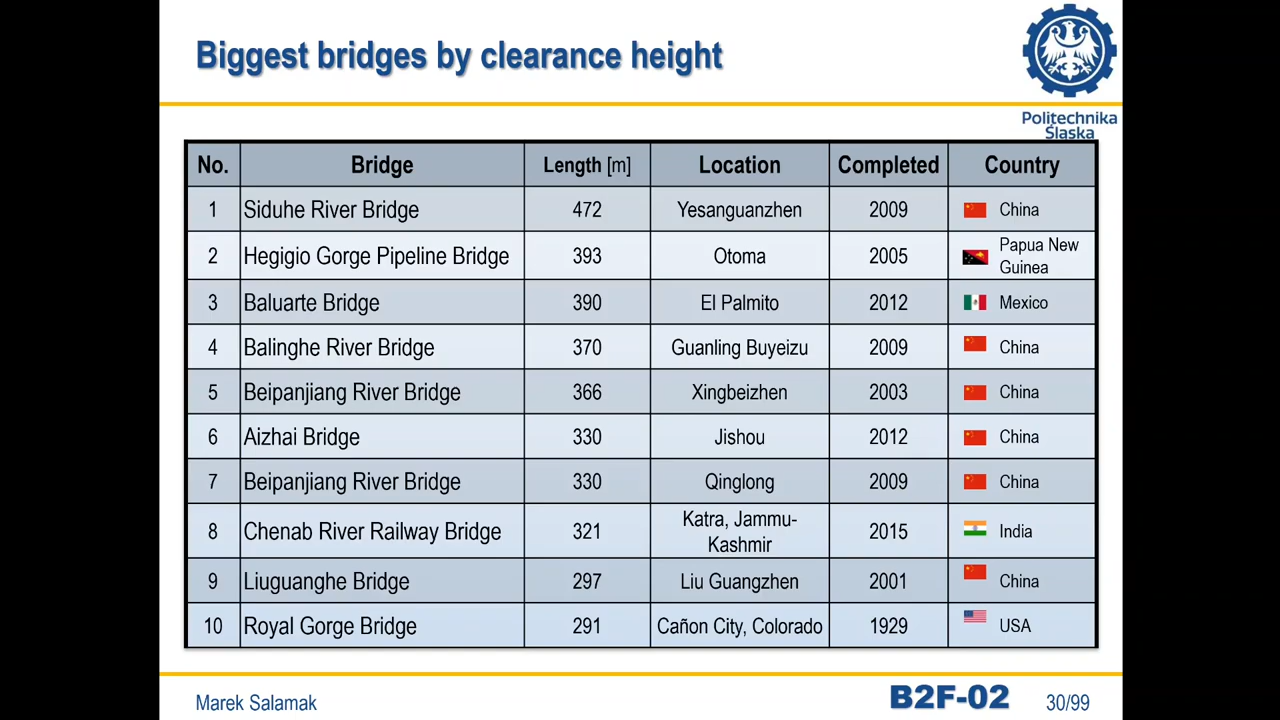 Biggest bridges by clearance height
Politechnika
Śląska
No. Bridge Length [m] Location Completed Country
1 Siduhe River Bridge 472 Yesanguanzhen 2009 China
2 Hegigio Gorge Pipeline Bridge 393 Otoma 2005 Papua New
Guinea
3 Baluarte Bridge 390 El Palmito 2012 Mexico
4 Balinghe River Bridge 370 Guanling Buyeizu 2009 China
5 Beipanjiang River Bridge 366 Xingbeizhen 2003 China
6 Aizhai Bridge 330 Jishou 2012 China
7 Beipanjiang River Bridge 330 Qinglong 2009 China
8 Chenab River Railway Bridge 321 Katra, Jammu-
Kashmir 2015 India
9 Liuguanghe Bridge 297 Liu Guangzhen 2001 China
10 Royal Gorge Bridge 291 Cañon City, Colorado 1929 USA
Marek Salamak B2F-02 30/99